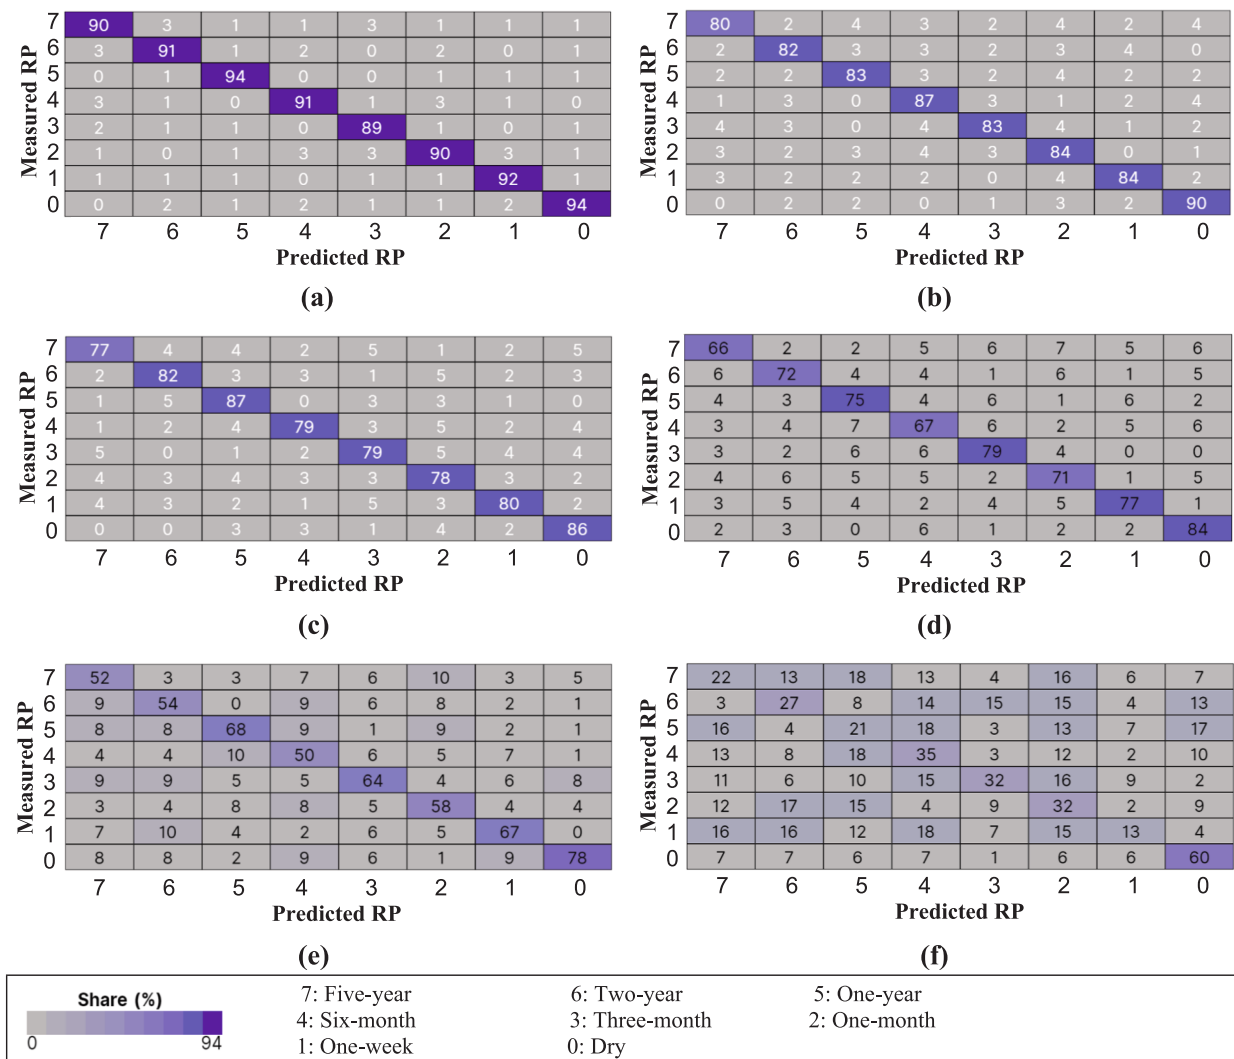 7 90 3 1 1 3 1 1 1
6 3 91 1 2 0 2 0 1
5 0 1 94 0 0 1 1 1
4 3 1 0 91 1 3 1 0
3 2 1 1 0 89 1 0 1
2 1 0 1 3 3 90 3 1
1 1 1 0 1 1 1 92 1
0 0 2 1 2 1 1 2 94
7 6 5 4 3 2 1 0
Measured RP
Predicted RP
(a)
7 80 2 4 3 2 4 2 4
6 2 82 3 3 2 3 4 0
5 2 2 83 3 2 4 2 2
4 1 3 0 87 3 1 2 4
3 4 3 0 4 83 4 1 2
2 3 2 3 4 3 84 0 1
1 3 2 2 2 0 4 84 2
0 0 2 2 0 1 3 2 90
7 6 5 4 3 2 1 0
Measured RP
Predicted RP
(b)
7 77 4 4 2 5 1 2 5
6 2 82 3 3 1 5 2 3
5 1 5 87 0 3 3 1 0
4 1 2 4 79 3 5 2 4
3 5 0 1 2 79 5 4 4
2 4 3 4 3 3 78 3 2
1 4 3 2 1 5 3 80 2
0 0 0 3 3 1 4 2 86
7 6 5 4 3 2 1 0
Measured RP
Predicted RP
(c)
7 66 2 2 5 6 7 5 6
6 6 72 4 4 1 6 1 5
5 4 3 75 4 6 1 6 2
4 3 4 7 67 6 2 5 6
3 3 2 6 6 79 4 0 0
2 4 6 5 5 2 71 1 5
1 3 5 4 2 4 5 77 1
0 2 3 0 6 1 2 2 84
7 6 5 4 3 2 1 0
Measured RP
Predicted RP
(d)
7 52 3 3 7 6 10 3 5
6 9 54 0 9 6 8 2 1
5 8 8 68 9 1 9 2 1
4 4 4 10 50 6 5 7 1
3 9 9 5 5 64 4 6 8
2 3 4 8 8 5 58 4 4
1 7 10 4 2 6 5 67 0
0 8 8 2 9 6 1 9 78
7 6 5 4 3 2 1 0
Measured RP
Predicted RP
(e)
7 22 13 18 13 4 16 6 7
6 3 27 8 14 15 15 4 13
5 16 4 21 18 3 13 7 17
4 13 8 18 35 3 12 2 10
3 11 6 10 15 32 16 9 2
2 12 17 15 4 9 32 2 9
1 16 16 12 18 7 15 13 4
0 7 7 6 7 1 6 6 60
7 6 5 4 3 2 1 0
Measured RP
Predicted RP
(f)
Share (%)
0 94
7: Five-year 6: Two-year 5: One-year
4: Six-month 3: Three-month 2: One-month
1: One-week 0: Dry